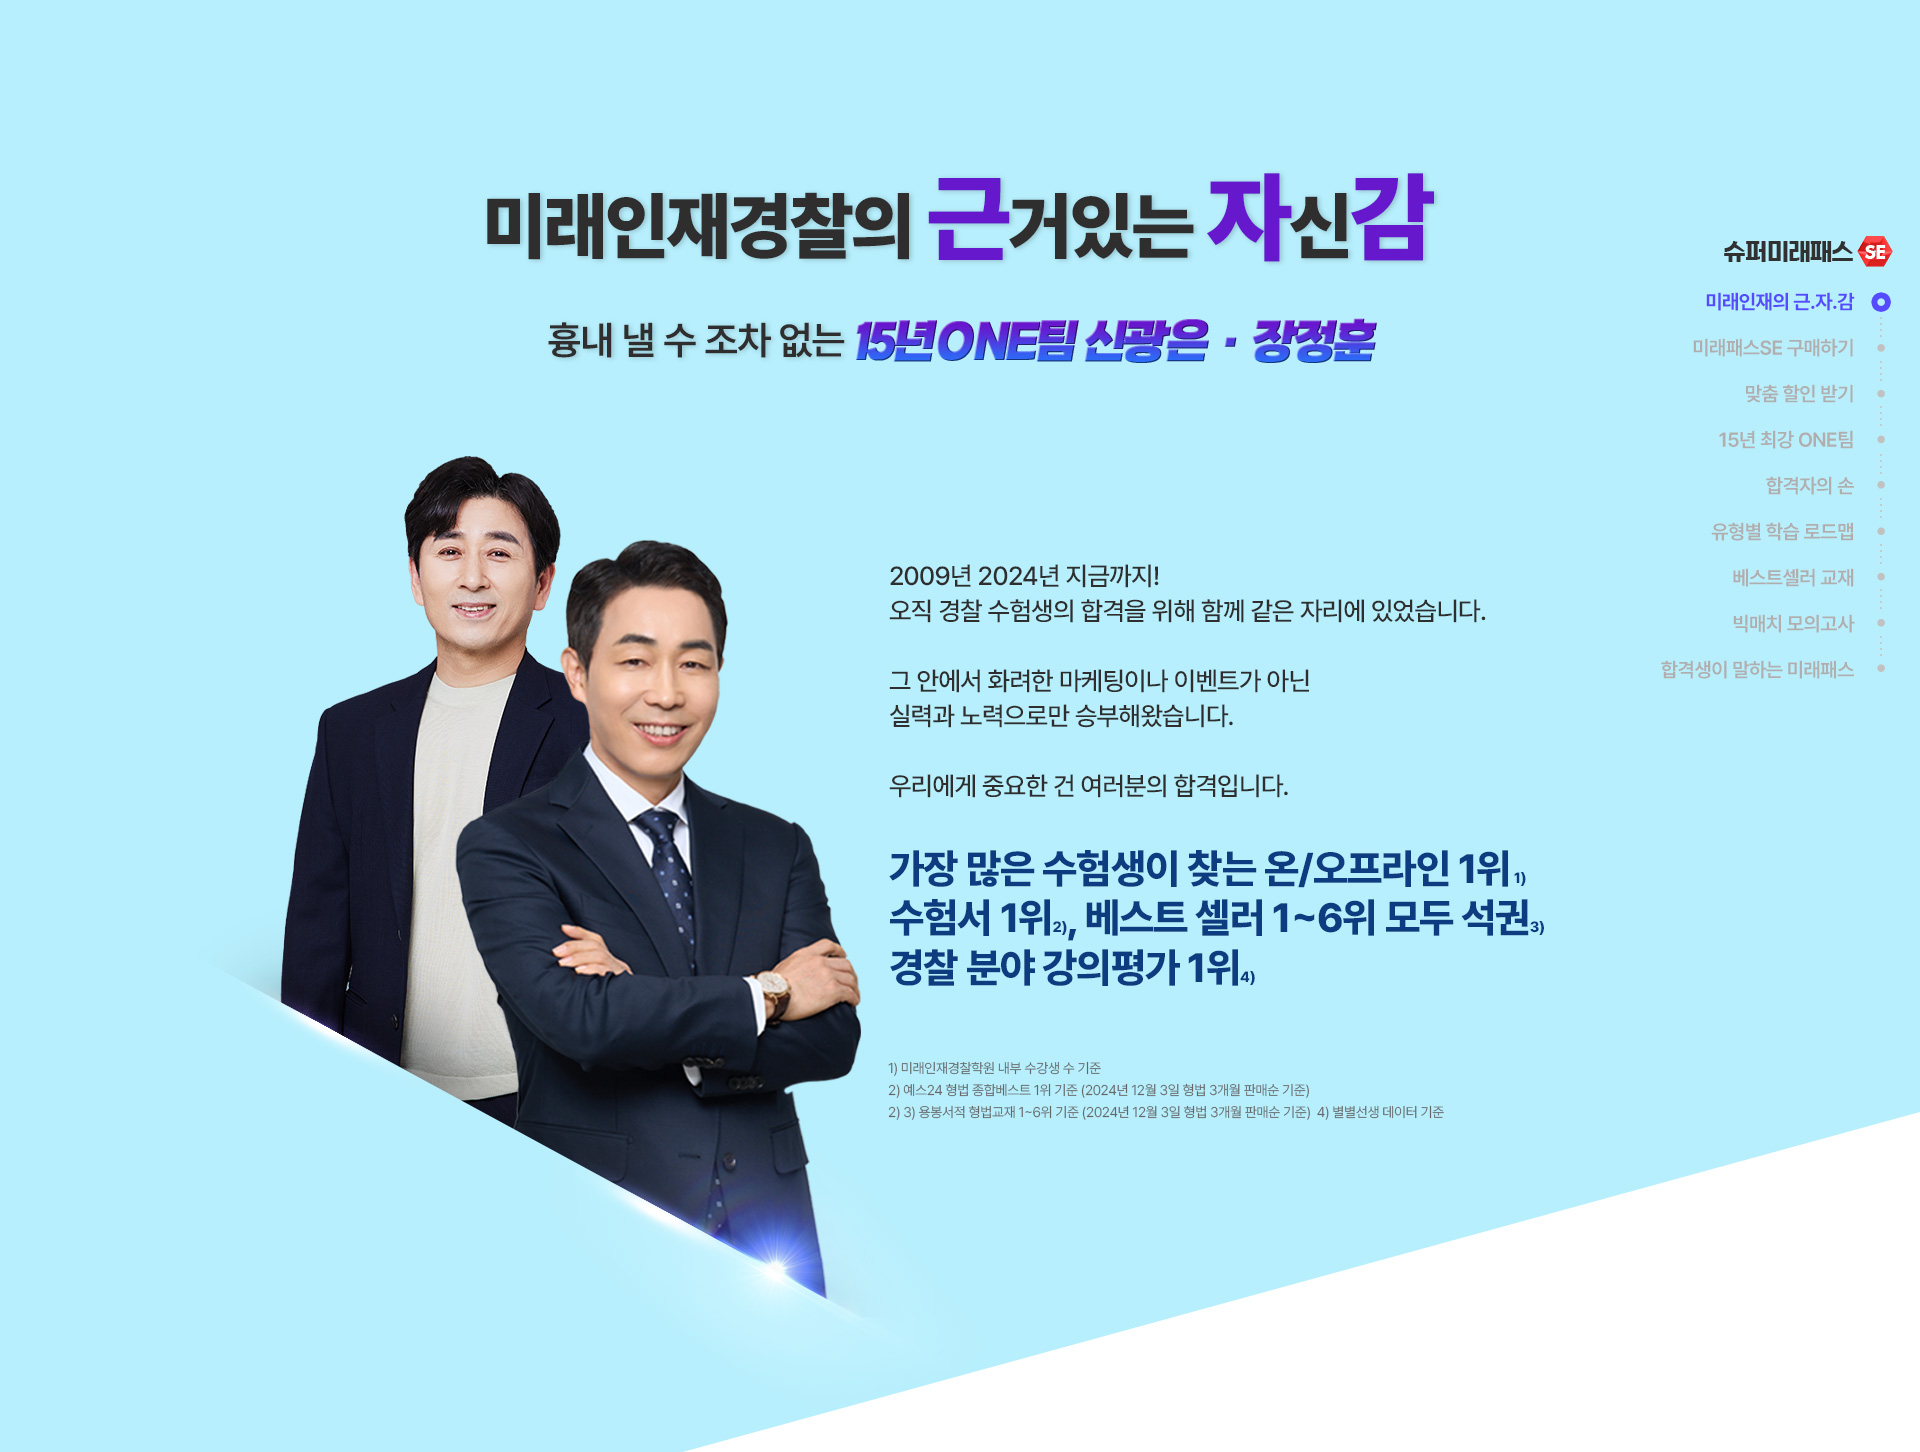 미래인재경찰의 근거있는 자신감
흉내 낼 수 조차 없는 15년ONE팀 신광은 · 장정훈
슈퍼미래패스 SE
미래인재의 근.자.감
미래패스SE 구매하기
맞춤 할인 받기
15년 최강 ONE팀
합격자의 손
유형별 학습 로드맵
베스트셀러 교재
빅매치 모의고사
합격생이 말하는 미래패스
2009년 2024년 지금까지!
오직 경찰 수험생의 합격을 위해 함께 같은 자리에 있었습니다.
그 안에서 화려한 마케팅이나 이벤트가 아닌
실력과 노력으로만 승부해왔습니다.
우리에게 중요한 건 여러분의 합격입니다.
가장 많은 수험생이 찾는 온/오프라인 1위 1)
수험서 1위2), 베스트 셀러 1~6위 모두 석권3)
경찰 분야 강의평가 1위4)
1) 미래인재경찰학원 내부 수강생 수 기준
2) 예스24 형법 종합베스트 1위 기준 (2024년 12월 3일 형법 3개월 판매순 기준)
2) 3) 용봉서적 형법교재 1~6위 기준 (2024년 12월 3일 형법 3개월 판매순 기준) 4) 별별선생 데이터 기준